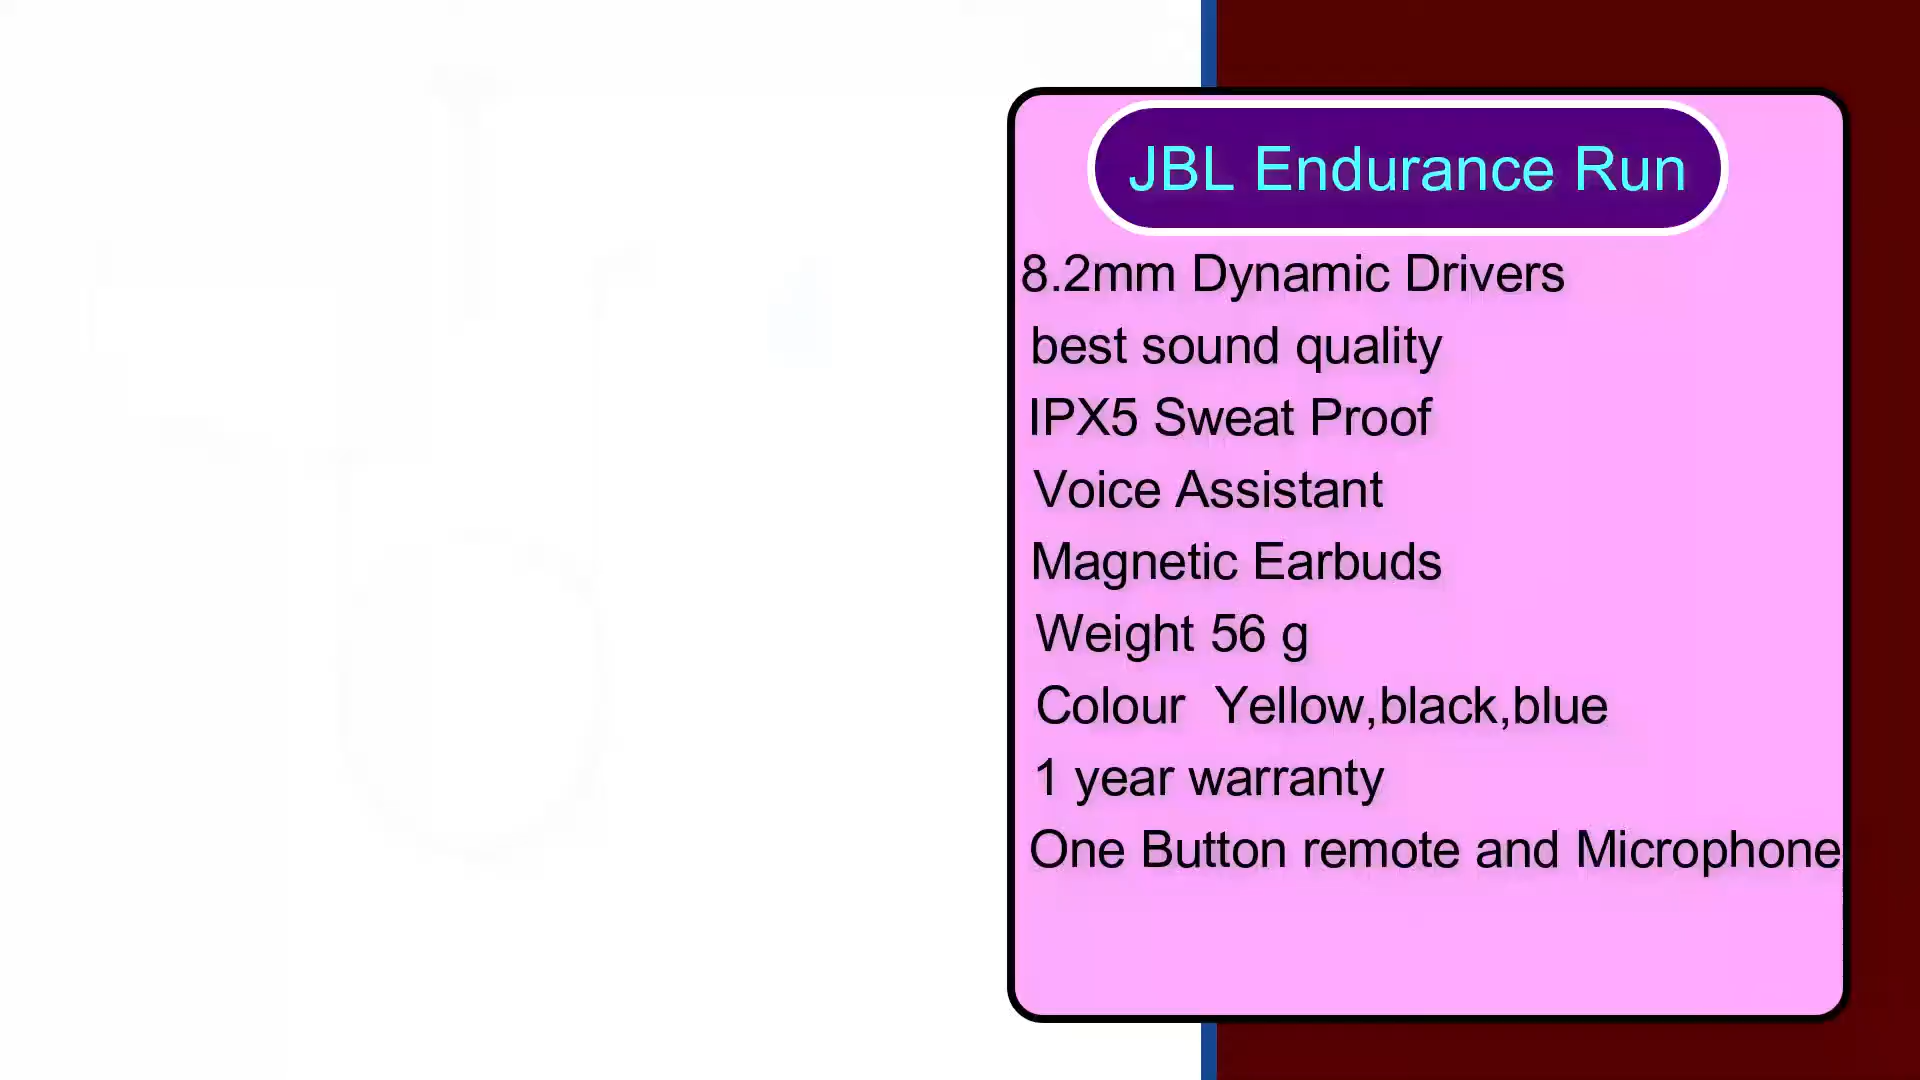 JBL Endurance Run
8.2mm Dynamic Drivers
best sound quality
IPX5 Sweat Proof
Voice Assistant
Magnetic Earbuds
Weight 56 g
Colour  Yellow,black,blue
1 year warranty
One Button remote and Microphone